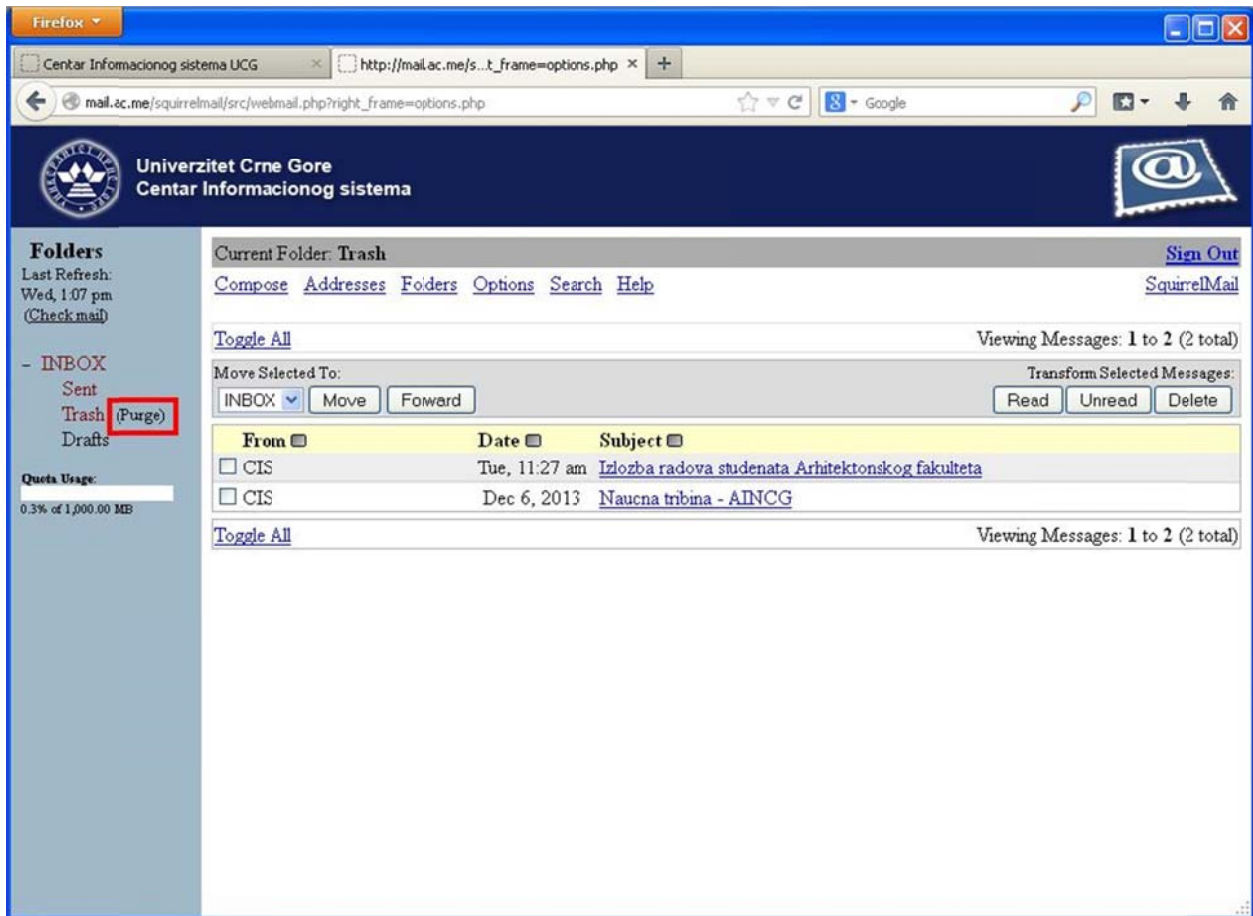 Firefox
Centar Informacionog sistema UCG
http://mail.ac.me/s...t_frame=options.php
mail.ac.me/squirrelmail/src/webmail.php?right_frame=options.php
Google
Univerzitet Crne Gore
Centar Informacionog sistema
Folders
Last Refresh:
Wed, 1:07 pm
(Check mail)
- INBOX
Sent
Trash (Purge)
Drafts
Quota Usage:
0.3% of 1,000.00 MB
Current Folder: Trash Sign Out
Compose Addresses Folders Options Search Help SquirrelMail
Toggle All Viewing Messages: 1 to 2 (2 total)
Move Selected To: Transform Selected Messages:
INBOX Move Foward Read Unread Delete
From Date Subject
CIS Tue, 11:27 am Izlozba radova studenata Arhitektonskog fakulteta
CIS Dec 6, 2013 Naucna tribina - AINCG
Toggle All Viewing Messages: 1 to 2 (2 total)